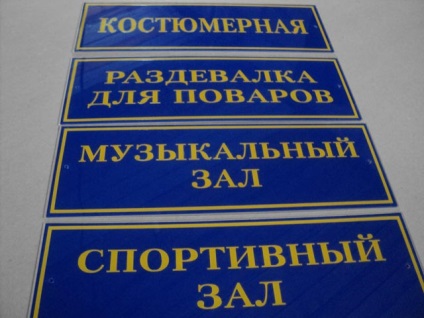 КОСТЮМЕРНАЯ
РАЗДЕВАЛКА
ДЛЯ ПОВАРОВ
МУЗЫКАЛЬНЫЙ
ЗАЛ
СПОРТИВНЫЙ
ЗАЛ